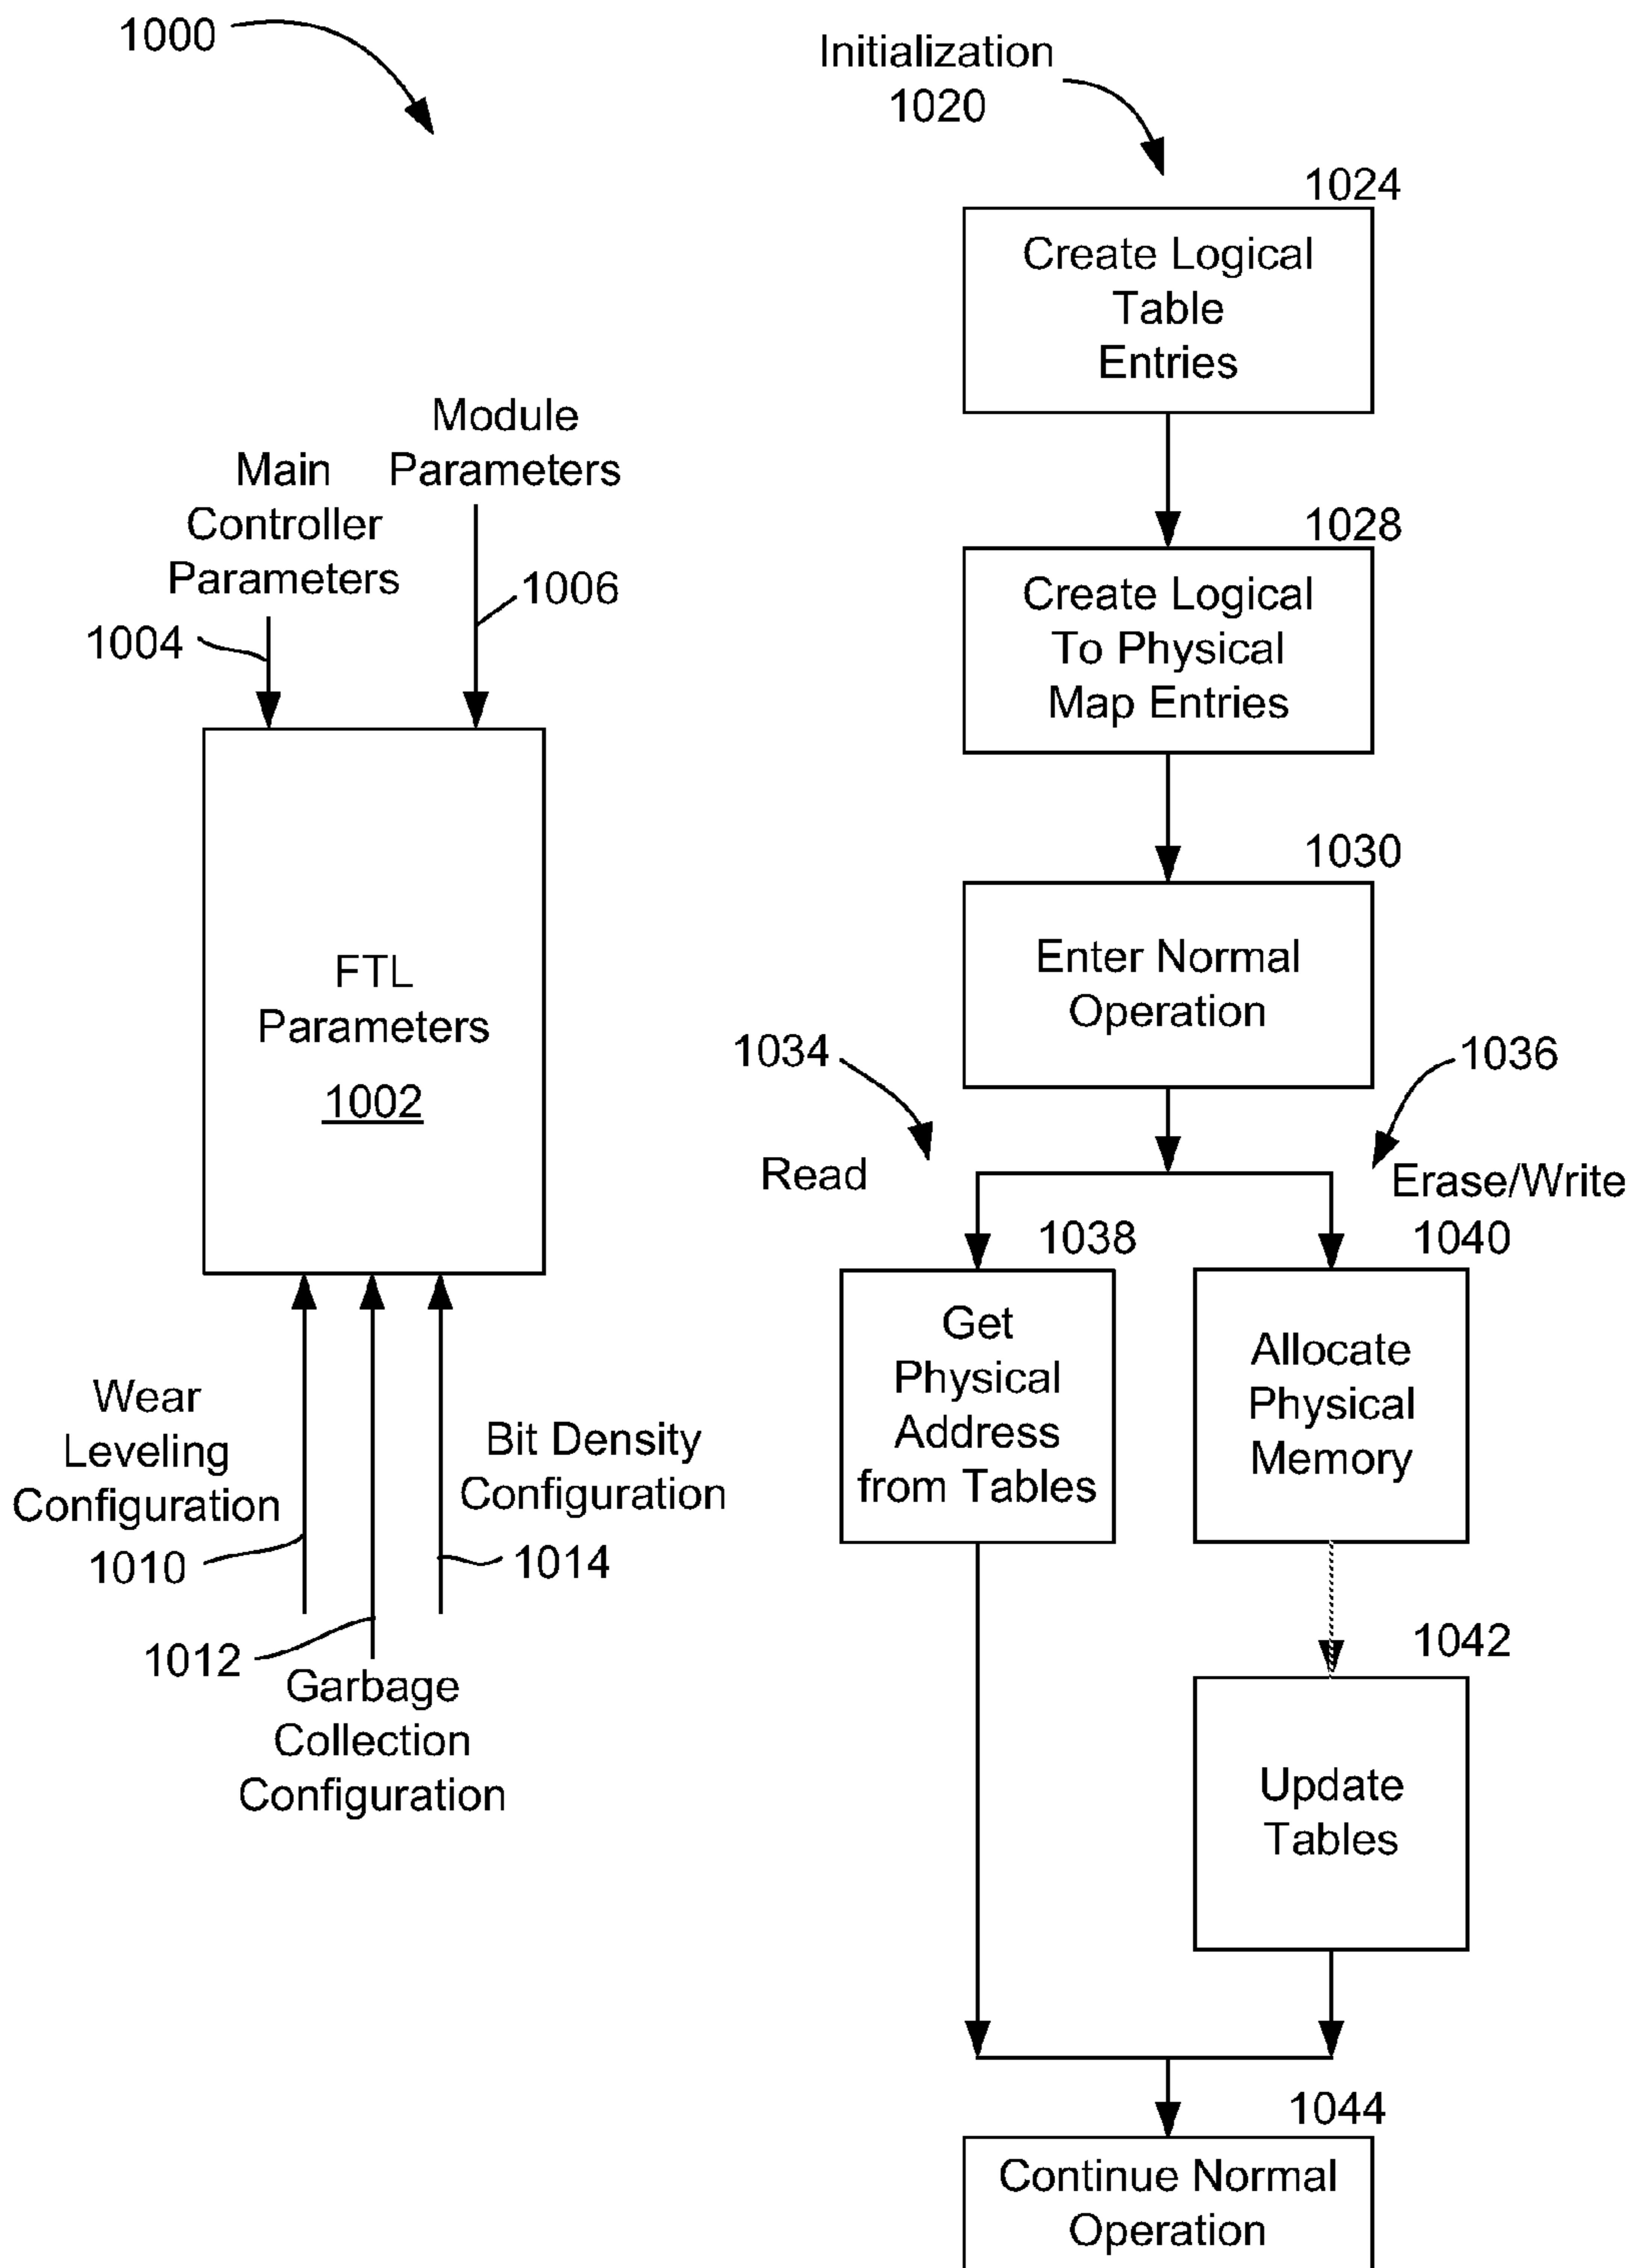 1000
Initialization
1020
1024
Create Logical
Table
Entries
Module
Parameters
Main
Controller
Parameters
1004
1006
1028
Create Logical
To Physical
Map Entries
FTL
Parameters
1002
1030
Enter Normal
Operation
1034
1036
Read
Erase/Write
1038
1040
Get
Physical
Address
from Tables
Allocate
Physical
Memory
Wear
Leveling
Configuration
1010
Bit Density
Configuration
1014
1012
Garbage
Collection
Configuration
1042
Update
Tables
1044
Continue Normal
Operation